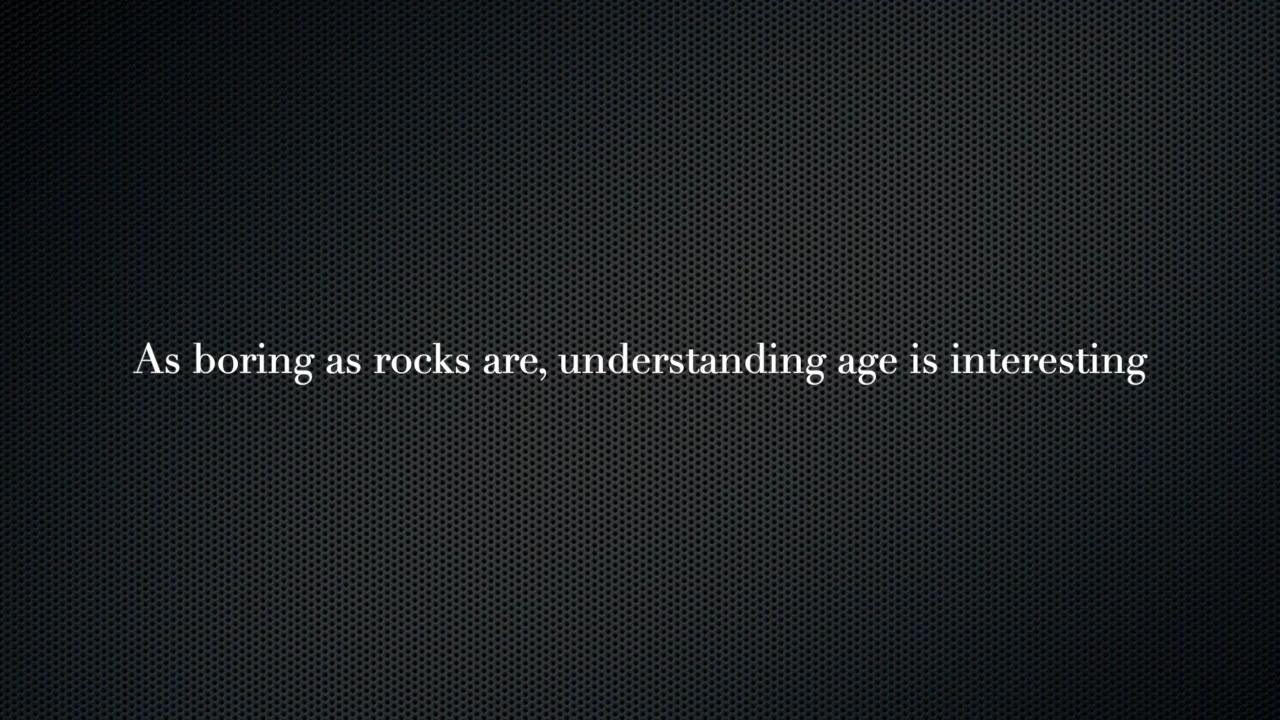 As boring as rocks are, understanding age is interesting